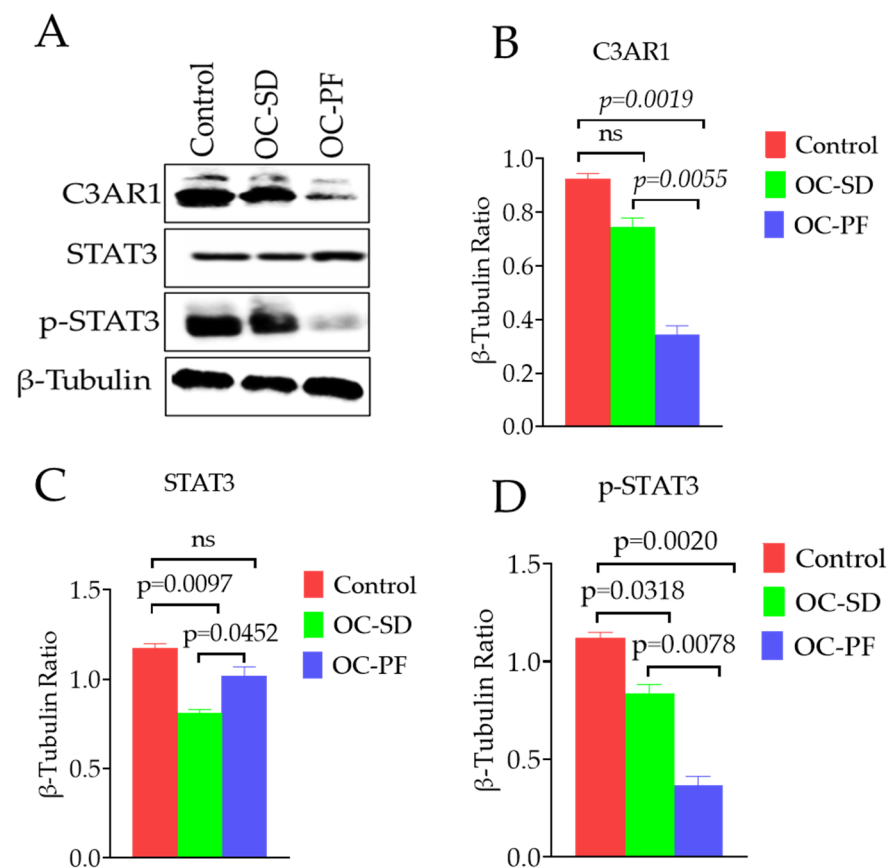 A
Control
OC-SD
OC-PF
C3AR1
STAT3
p-STAT3
β-Tubulin
B
C3AR1
p=0.0019
ns
p=0.0055
1.0
0.8
0.6
0.4
0.2
0.0
β-Tubulin Ratio
Control
OC-SD
OC-PF
C
STAT3
ns
p=0.0097
p=0.0452
1.5
1.0
0.5
0.0
β-Tubulin Ratio
Control
OC-SD
OC-PF
D
p-STAT3
p=0.0020
p=0.0318
p=0.0078
1.5
1.0
0.5
0.0
β-Tubulin Ratio
Control
OC-SD
OC-PF